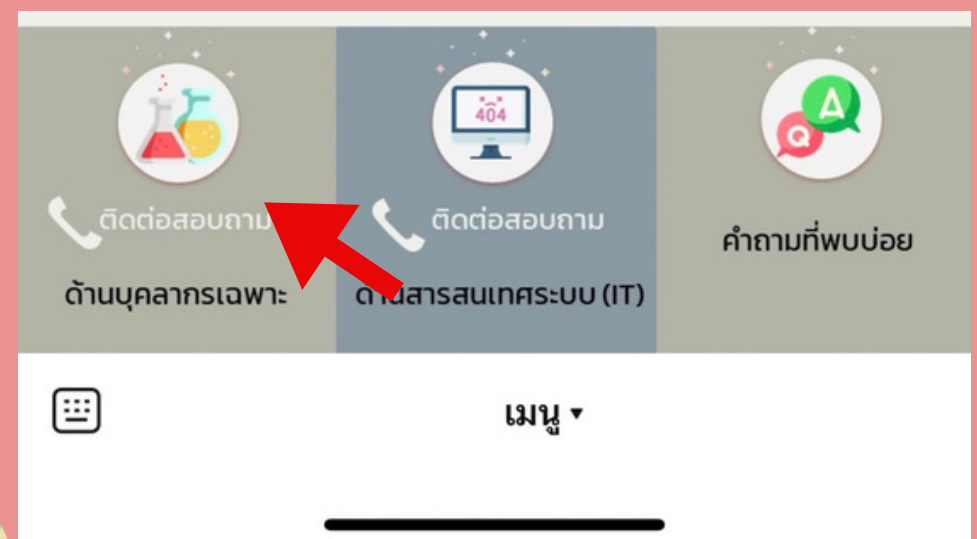 404
A
Q
ติดต่อสอบถาม
ติดต่อสอบถาม
คำถามที่พบบ่อย
ด้านบุคลากรเฉพาะ
ด้านสารสนเทศระบบ (IT)
เมนู